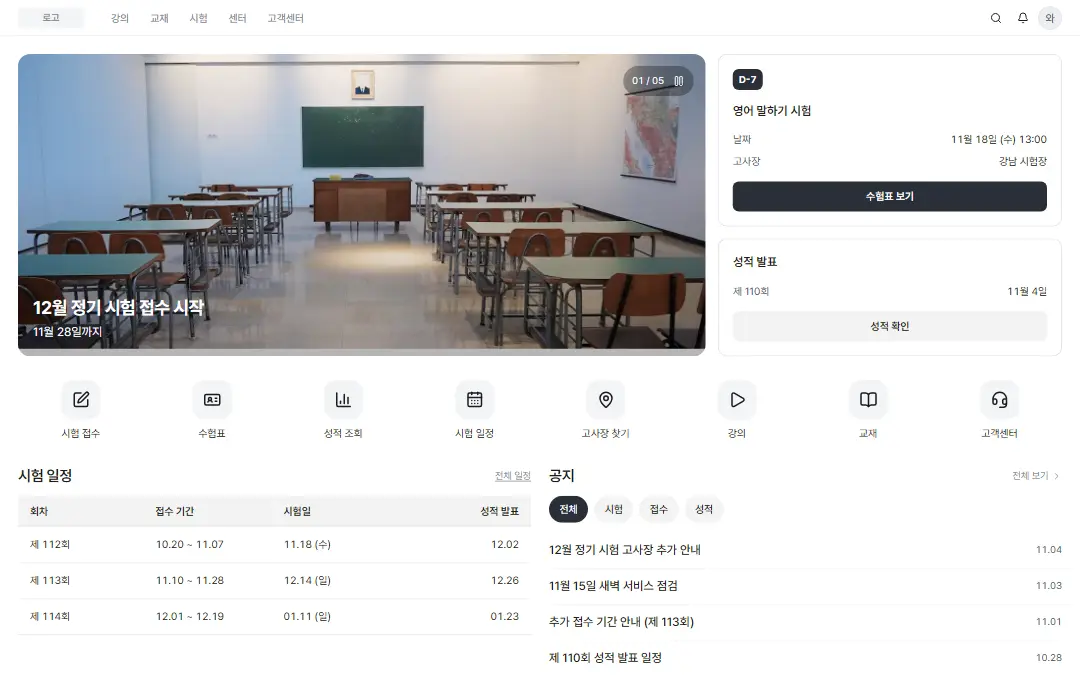 로고
강의
교재
시험
센터
고객센터
와
01 / 05
12월 정기 시험 접수 시작
11월 28일까지
D-7
영어 말하기 시험
날짜 11월 18일 (수) 13:00
고사장 강남 시험장
수험표 보기
성적 발표
제 110회 11월 4일
성적 확인
시험 접수
수험표
성적 조회
시험 일정
고사장 찾기
강의
교재
고객센터
시험 일정
전체 일정
회차 접수 기간 시험일 성적 발표
제 112회 10.20 ~ 11.07 11.18 (수) 12.02
제 113회 11.10 ~ 11.28 12.14 (일) 12.26
제 114회 12.01 ~ 12.19 01.11 (일) 01.23
공지
전체 보기
전체
시험
접수
성적
12월 정기 시험 고사장 추가 안내 11.04
11월 15일 새벽 서비스 점검 11.03
추가 접수 기간 안내 (제 113회) 11.01
제 110회 성적 발표 일정 10.28